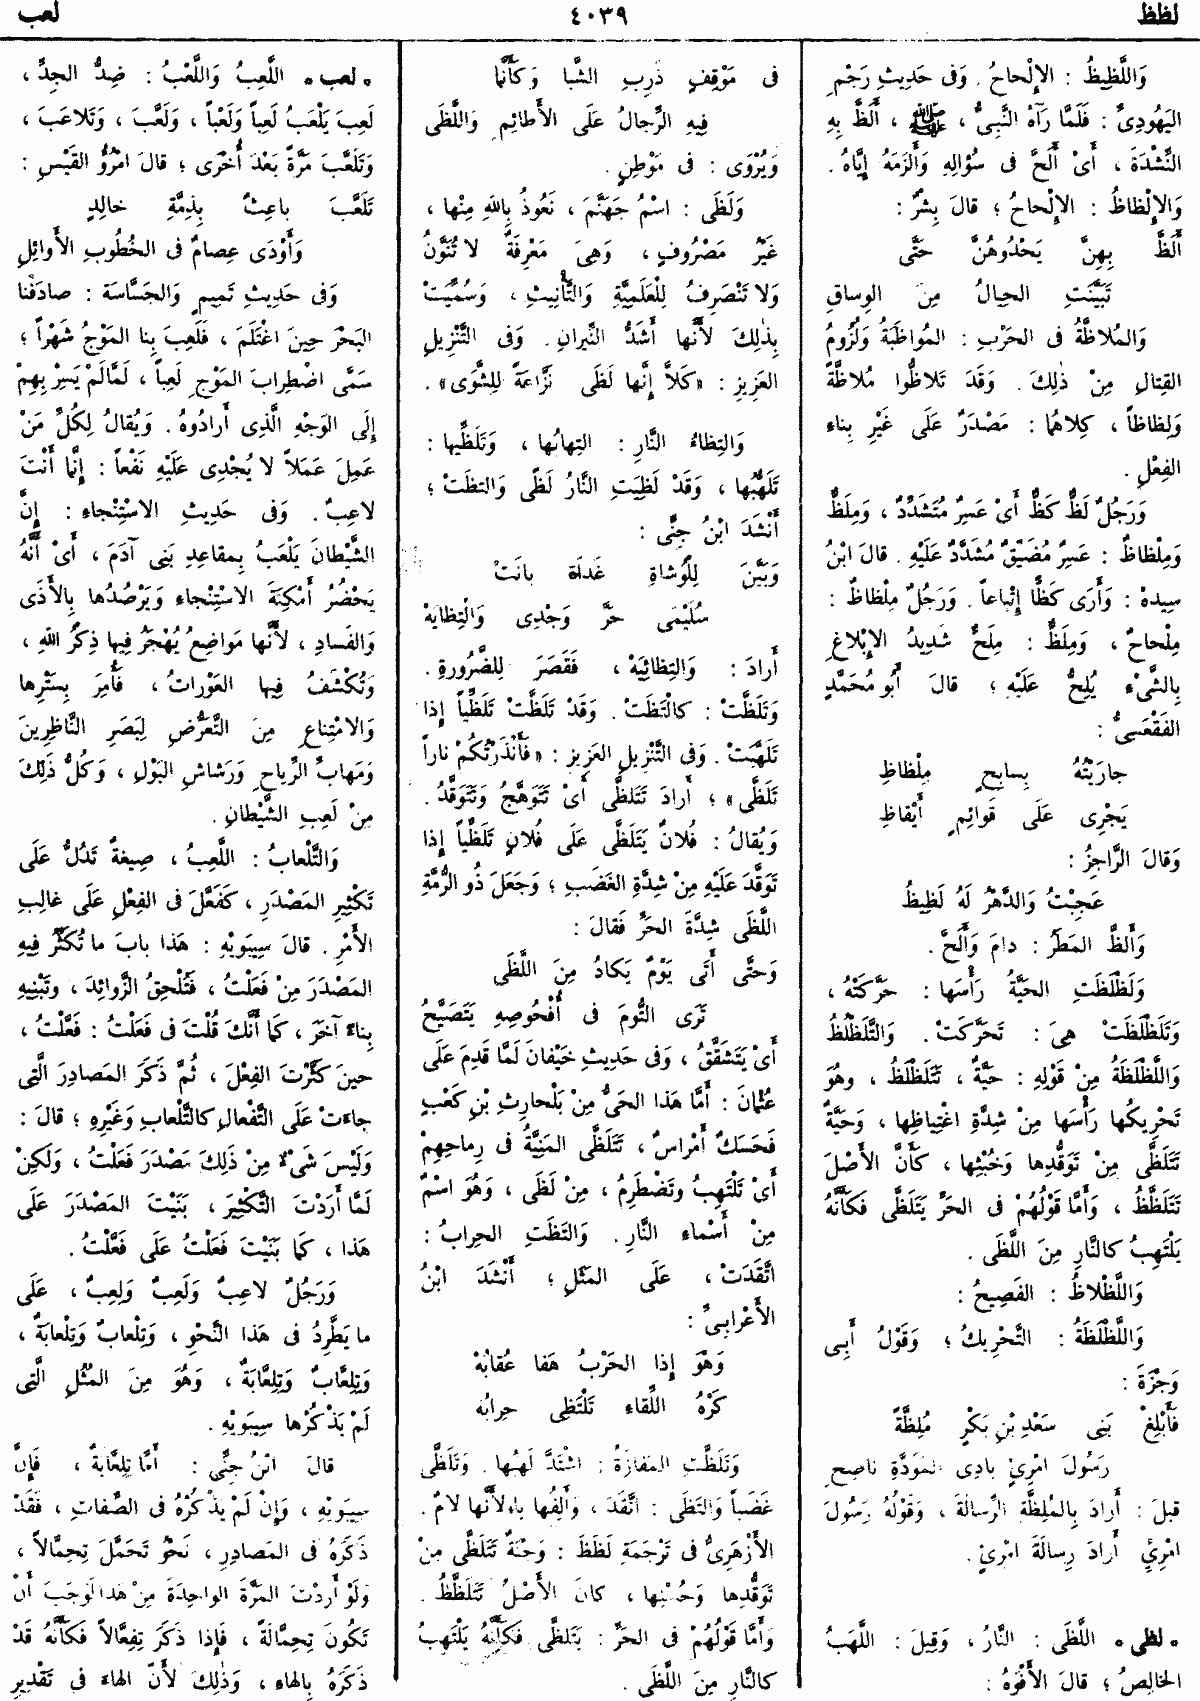 لظظ
٤٠٣٩
لعب
وَاللَّظِيظُ : الإِلْحاحُ . وَفى حَدِيثِ رَجْمِ
اليَهُودِىِّ : فَلَمَّا رَآهُ النَّبِىُّ ، ﷺ ، أَلَظَّ بِهِ
النِّشْدَةَ ، أَىْ أَلَحَّ فى سُؤالِهِ وَأَلْزَمَهُ إِيَّاهُ .
وَالإِلْظاظُ : الإِلْحاحُ ؛ قالَ بِشْرٌ :
أَلَظَّ بِهِنَّ يَحْدُوهُنَّ حَتَّى
تَبَيَّنَتِ الحِيالُ مِنَ الوِساقِ
وَالمُلاظَّةُ فى الحَرْبِ : المُواظَبَةُ وَلُزُومُ
القِتالِ مِنْ ذٰلِكَ . وَقَدَ تَلاظُّوا مُلاظَّةً
وَلِظاظاً ، كِلاهُما : مَصْدَرٌ عَلَى غَيْرِ بِناءِ
الفِعْلِ .
وَرَجُلٌ لَظٌّ كَظٌّ أَىْ عَسِرٌ مُتَشَدِّدٌ ، وَمِلَظٌّ
وَمِلْظاظٌ : عَسِرٌ مُضَيَّقٌ مُشَدَّدٌ عَلَيْهِ . قالَ ابْنُ
سِيدهْ : وَأَرَى كَظًّا إِتْباعاً . وَرَجُلٌ مِلْظاظٌ :
مِلْحاحٌ ، وَمِلَظٌّ : مِلَحٌّ شَدِيدُ الإِبْلاغِ
بِالشَّىْءِ يُلِحُّ عَلَيْهِ ؛ قالَ أَبُو مُحَمَّدٍ
الفَقْعَسِىُّ :
جارَيْتُهُ بِسابِحٍ مِلْظاظِ
يَجْرِى عَلَى قَوائِمٍ أَيْقاظِ
وَقالَ الرَّاجِزُ :
عَجِبْتُ وَالدَّهْرُ لَهُ لَظِيظُ
وَأَلظَّ المَطَرُ : دامَ وَأَلَحَّ .
وَلَظْلَظَتِ الحَيَّةُ رَأْسَها : حَرَّكَتْهُ ،
وَتَلَظْلَظَتْ هِىَ : تَحَرَّكَتْ . وَالتَّلَظْلُظُ
وَاللَّظْلَظَةُ مِنْ قَوْلِهِ : حَيَّةٌ ، تَتَلَظْلَظُ ، وهُوَ
تَحْرِيكُها رَأْسَها مِنْ شِدَّةِ اغْتِياظِها ، وَحَيَّةٌ
تَتَلَظَّى مِنْ تَوَقُّدِها وَخُبْثِها ، كَأَنَّ الأَصْلَ
تَتَلَظَّظُ ، وَأَمَّا قَوْلُهُمْ فى الحَرِّ يَتَلَظَّى فَكَأَنَّهُ
يَلْتَهِبُ كالنَّارِ مِنَ اللَّظَى .
وَاللَّظْلاظُ : الفَصِيحُ :
وَاللَّظْلَظَةُ : التَّحْرِيكُ ؛ وَقَوْلُ أَبِى
وَجْزَةَ :
فَأَبْلِغْ بَنِى سَعْدِ بْنِ بَكْرٍ مُلِظَّةً
رَسُولَ امْرِئٍ بادِى المَوَدَّةِ ناصِحِ
قِيلَ : أَرادَ بِالمُلِظَّةِ الرِّسالَةَ ، وَقَوْلُهُ رَسُولَ
امْرِئٍ أَرادَ رِسالَةَ امْرِئٍ .
• لظى • اللَّظَى : النَّارُ ، وَقِيلَ : اللَّهَبُ
الخالِصُ ؛ قالَ الأَفْوَهُ :
فى مَوْقِفٍ ذَرِبِ الشَّبا وَكَأَنَّما
فِيهِ الرِّجالُ عَلَى الأَطائِمِ وَاللَّظَى
وَيُرْوَى : فى مَوْطِنٍ .
وَلَظَى : اسْمُ جَهَنَّمَ ، نَعُوذُ بِاللهِ مِنْها ،
غَيْرُ مَصْرُوفٍ ، وَهِىَ مَعْرِفَةٌ لا تُنَوَّنُ
وَلا تَنْصَرِفُ لِلْعَلَمِيَّةِ وَالتَّأْنِيثِ ، وَسُمِّيَتْ
بِذٰلِكَ لأَنَّها أَشَدُّ النِّيرانِ . وَفى التَّنْزِيلِ
العَزِيزِ : «كَلاَّ إِنَّها لَظَى نَزَّاعَةً لِلشَّوَى» .
وَالتِظاءُ النَّارِ : التِهابُها ، وَتَلَظِّيها :
تَلَهُّبُها ، وَقَدْ لَظِيَتِ النَّارُ لَظًى وَالتَظَتْ ؛
أَنْشَدَ ابْنُ جِنِّى :
وَبَيَّنَ لِلْوُشاةِ غَداةَ بانَتْ
سُلَيْمَى حَرَّ وَجْدِى وَالْتِظايَهْ
أَرادَ : وَالتِظائِيَهْ ، فَقَصَرَ لِلضَّرُورةِ .
وَتَلَظَّتْ : كالْتَظَتْ . وَقَدْ تَلَظَّتْ تَلَظِّياً إِذا
تَلَهَّبَتْ . وَفى التَّنْزِيلِ العَزِيزِ : «فَأَنْذَرْتُكُمْ ناراً
تَلَظَّى» ؛ أَرادَ تَتَلظَّى أَىْ تَتَوَهَّجُ وَتَتَوَقَّدُ .
وَيُقالُ : فُلانٌ يَتَلَظَّى عَلَى فُلانٍ تَلَظِّياً إِذا
تَوَقَّدَ عَلَيْهِ مِنْ شِدَّةِ الغَضَبِ ؛ وَجَعَلَ ذُو الرُّمَّةِ
اللَّظَى شِدَّةَ الحَرِّ فَقالَ :
وَحَتَّى أَتَى يَوْمٌ يَكادُ مِنَ اللَّظَى
تَرَى التُّومَ فى أُفْحُوصِهِ يَتَصَيَّحُ
أَىْ يَتَشَقَّقُ ، وَفى حَدِيثِ خَيْفانَ لَمَّا قَدِمَ عَلَى
عُثْمانَ : أَمَّا هَذا الحَىُّ مِنْ بَلْحارِثِ بْنِ كَعْبٍ
فَحَسَكٌ أَمْراسٌ ، تَتَلَظَّى المَنِيَّةُ فى رِماحِهِمْ
أَىْ تَلْتَهِبُ وتَضْطَرِمُ ، مِنْ لَظَى ، وَهُوَ اسْمٌ
مِنْ أَسْماءِ النَّارِ . وَالتَظَتِ الحِرابُ :
اتَّقَدَتْ ، عَلَى المَثَلِ ؛ أَنْشَدَ ابْنُ
الأَعْرابِىِّ :
وَهْوَ إِذا الحَرْبُ هَفا عُقابُهْ
كَرْهُ اللِّقاءِ تَلْتَظِى حِرابُه
وَتَلَظَّتِ المَفازَةُ : اشْتَدَّ لَهَبُها . وَتَلَظَّى
غَضَباً وَالتَظَى : اتَّقَدَ ، وَأَلِفُها ياء لأَنَّها لامٌ .
الأَزْهَرِىُّ فى تَرْجَمَةِ لَظَظَ : وَجَنَّةٌ تَتَلَظَّى مِنْ
تَوَقُّدِها وَحُسْنِها ، كانَ الأَصْلُ تَتَلَظَّظُ .
وَأَمَّا قَوْلُهُمْ فى الحَرِّ : يَتَلظَّى فَكَأَنَّهُ يَلْتَهِبُ
كالنَّارِ مِنَ اللَّظَى .
• لعب • اللَّعِبُ وَاللَّعْبُ : ضِدُّ الجِدِّ ،
لَعِبَ يَلْعَبُ لَعِباً وَلَعْباً ، وَلَعَّبَ ، وَتَلاعَبَ ،
وَتَلَعَّبَ مَرَّةً بَعْدَ أُخْرَى ؛ قالَ امْرُؤُ القَيْسِ :
تَلَعَّبَ باعِثٌ بِذِمَّةِ خالِدٍ
وَأَوْدَى عِصامٌ فى الخُطُوبِ الأَوائِلِ
وَفى حَدِيثِ تَمِيمٍ وَالجَسَّاسَة : صادَفْنا
البَحْرَ حِينَ اغْتَلَمَ ، فَلَعِبَ بِنا المَوْجُ شَهْراً ؛
سَمَّى اضْطِرابَ المَوْجِ لَعِباً ، لَمَّا لَمْ يَسِرْ بِهِمْ
إِلَى الوَجْهِ الَّذِى أَرادُوهُ . وَيُقالُ لِكُلِّ مَنْ
عَمِلَ عَمَلاً لا يُجْدِى عَلَيْهِ نَفْعاً : إِنَّما أَنْتَ
لاعِبٌ . وَفى حَدِيثِ الاسْتِنْجاءِ : إِنَّ
الشَّيْطانَ يَلْعَبُ بِمقاعِدِ بَنِى آدَمَ ، أَىْ أَنَّهُ
يَحْضُرُ أَمْكِنَةَ الاسْتِنْجاءِ وَيَرْصُدُها بِالأَذَى
وَالفَسادِ ، لأَنَّها مَواضِعُ يُهْجَرُ فِيها ذِكْرُ اللهِ ،
وَتُكْشَفُ فِيها العَوْراتُ ، فَأُمِرَ بِسَتْرِها
وَالامْتِناعِ مِنَ التَّعَرُّضِ لِبَصَرِ النَّاظِرِينَ
وَمَهابِّ الرِّياحِ وَرَشاشِ البَوْلِ ، وَكُلُّ ذٰلِكَ
مِنْ لَعِبِ الشَّيْطانِ .
وَالتَّلْعابُ : اللَّعِبُ ، صِيغةٌ تَدُلُّ عَلَى
تَكْثِيرِ المَصْدَرِ ، كَفَعَّلَ فى الفِعْلِ عَلَى غالِبِ
الأَمْرِ . قالَ سِيبَوَيْهِ : هَذا بابَ ما تُكَثِّرُ فِيهِ
المَصْدَرَ مِنْ فَعَلْتُ ، فَتُلْحِقُ الزَّوائِدَ ، وَتَبْنِيهِ
بِناءً آخَرَ ، كَما أَنَّكَ قُلْتَ فى فَعَلْتُ : فَعَّلْتُ ،
حِينَ كَثَّرْتَ الفِعْلَ ، ثُمَّ ذَكَرَ المَصادِرَ الَّتِى
جاءَتْ عَلَى التَّفْعالِ كالتَّلْعابِ وَغَيْرِهِ ؛ قالَ :
وَلَيْسَ شَىْءٌ مِنْ ذَلِكَ مَصْدَرَ فَعَلْتُ ، وَلَكِنْ
لَمَّا أَرَدْتَ التَّكْثِيرَ ، بَنَيْتَ المَصْدَرَ عَلَى
هَذا ، كَما بَنَيْتَ فَعَلْتُ عَلَى فَعَّلْتُ .
وَرَجُلٌ لاعِبٌ وَلَعِبٌ وَلِعِبٌ ، عَلَى
ما يَطَّرِدُ فى هَذا النَّحْوِ ، وَتِلْعابٌ وَتِلْعابَةٌ ،
وَتِلِعَّابٌ وَتِلِعَّابَةٌ ، وَهُوَ مِنَ المُثُلِ الَّتِى
لَمْ يَذْكُرْها سِيبَوَيْهِ .
قالَ ابْنُ جِنِّى : أَمَّا تِلِعَّابةٌ ، فَإِنَّ
سِيبَوَيْهِ ، وَإِنْ لَمْ يَذْكُرْهُ فى الصِّفاتِ ، فَقَدْ
ذَكَرَهُ فى المَصادِرِ ، نَحْوَ تَحَمَّلَ تِحِمَّالاً ،
وَلَوْ أَرَدْتَ المَرَّةَ الواحِدَةَ مِنْ هَذا لَوَجَبَ أَنْ
تَكُونَ تِحِمَّالَةً ، فَإِذا ذَكَرَ تِفِعَّالاً فَكَأَنَّهُ قَدْ
ذَكَرَهُ بِالهاءِ ، وَذٰلِكَ لأَنَّ الهاءَ فى تَقْدِيرِ